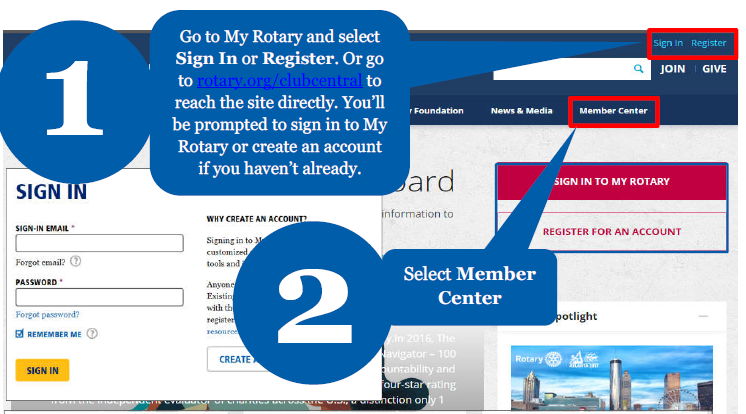 1
Go to My Rotary and select
Sign In or Register. Or go
to rotary.org/clubcentral to
reach the site directly. You'll
be prompted to sign in to My
Rotary or create an account
if you haven't already.
Sign In Register
JOIN | GIVE
Foundation
News & Media
Member Center
SIGN IN TO MY ROTARY
REGISTER FOR AN ACCOUNT
information to
SIGN IN
SIGN-IN EMAIL *
Forgot email? ?
PASSWORD *
Forgot password?
REMEMBER ME ?
SIGN IN
WHY CREATE AN ACCOUNT?
Signing in to
customized
tools and
Anyone
Existing
with the
register
resource
CREATE
2
Select Member
Center
In 2016, The
Navigator – 100
four-star rating
from the independent evaluator of charities across the U.S., a distinction only 1
Rotary
ATLANTA 2017